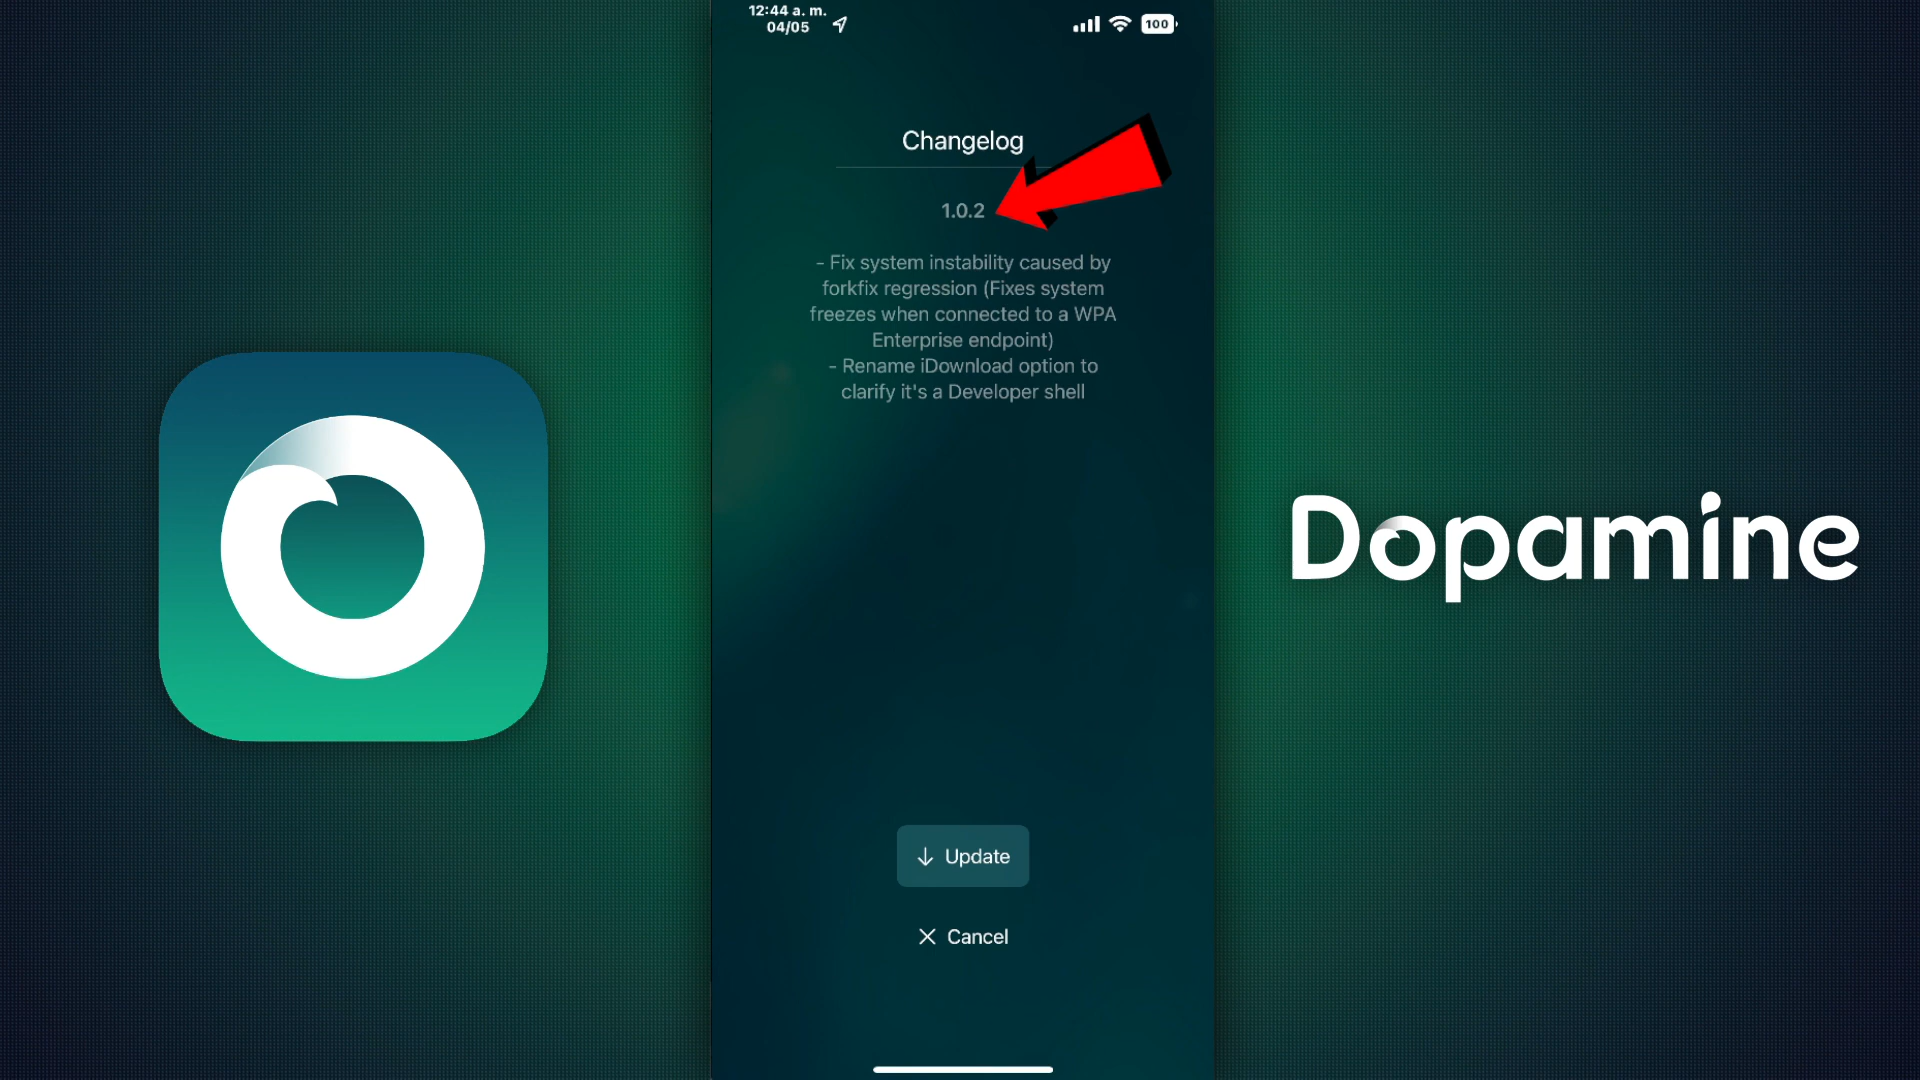 12:44 a. m.
04/05
100
Changelog
1.0.2
- Fix system instability caused by
forkfix regression (Fixes system
freezes when connected to a WPA
Enterprise endpoint)
- Rename iDownload option to
clarify it's a Developer shell
Dopamine
Update
Cancel